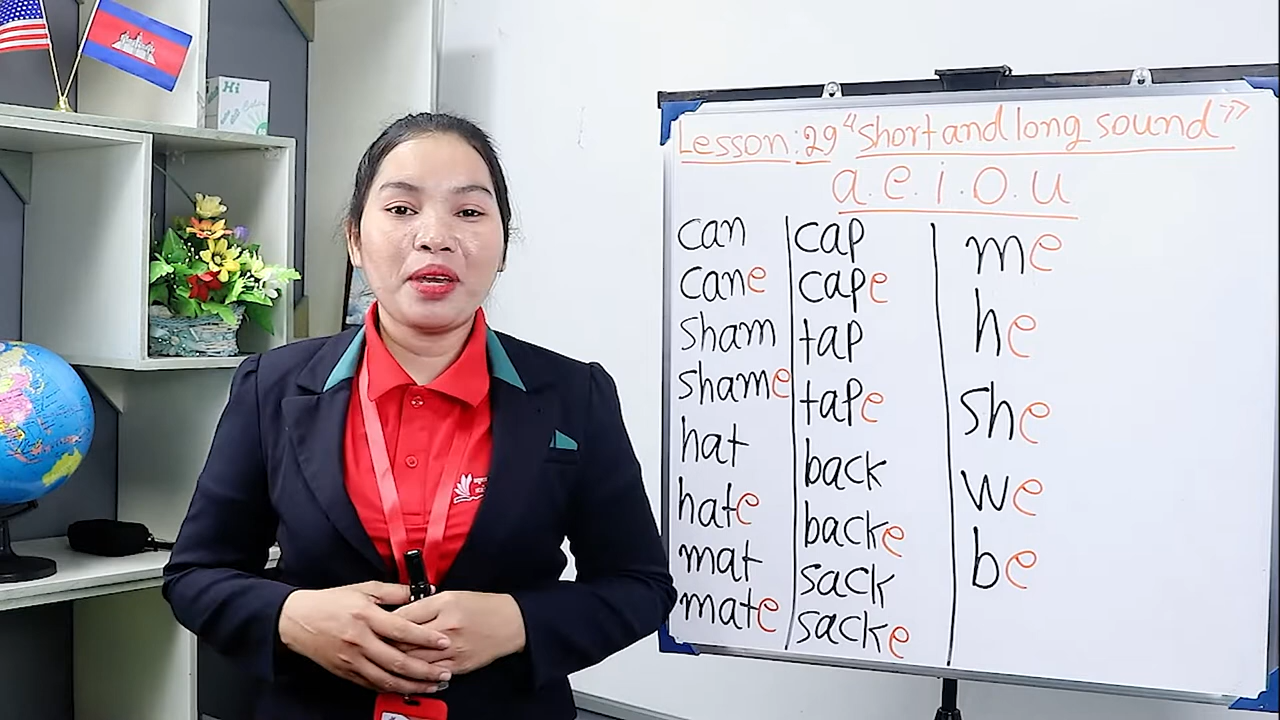 Lesson: 29 "Short and long sound"
a. e. i. o. u
can
cane
sham
shame
hat
hate
mat
mate
cap
cape
tap
tape
back
backe
sack
sacke
me
he
she
we
be
Hi